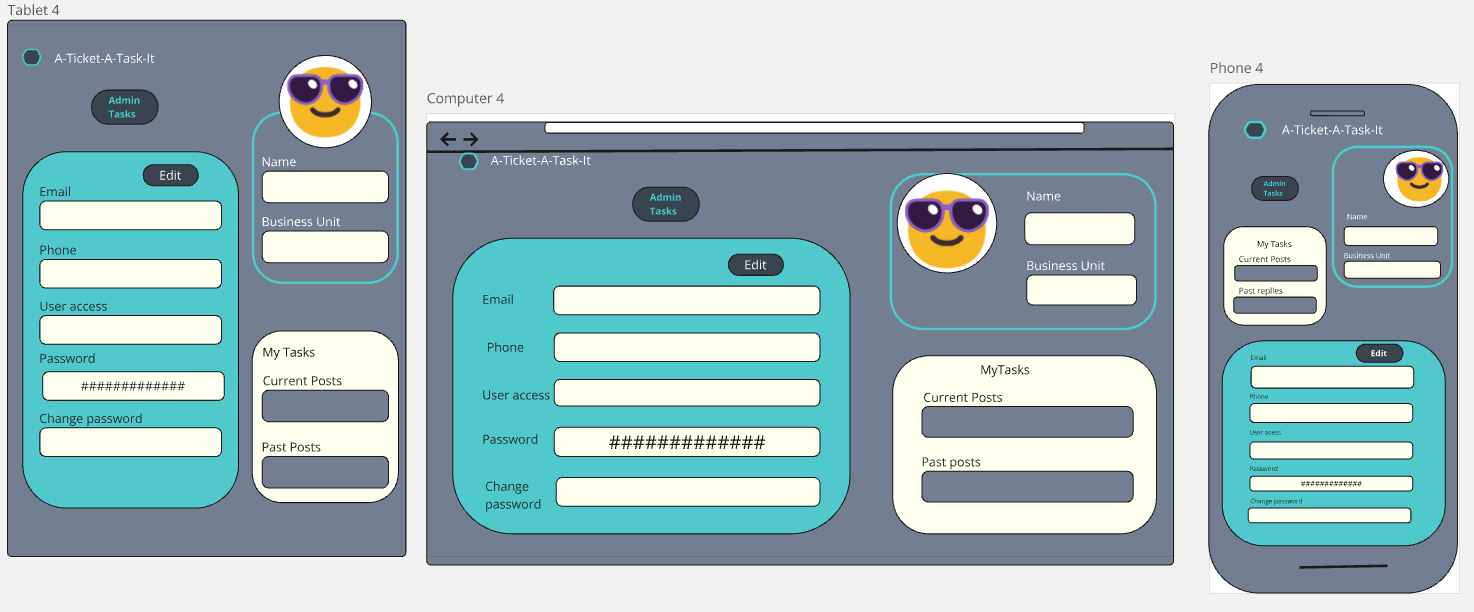 Tablet 4
A-Ticket-A-Task-It
Admin
Tasks
Edit
Email
Phone
User access
Password
#############
Change password
Name
Business Unit
My Tasks
Current Posts
Past Posts
Computer 4
A-Ticket-A-Task-It
Admin
Tasks
Edit
Email
Phone
User access
Password
#############
Change
password
Name
Business Unit
MyTasks
Current Posts
Past posts
Phone 4
A-Ticket-A-Task-It
Admin
Tasks
Name
Business Unit
My Tasks
Current Posts
Past replles
Edit
Email
Phone
User acess
Password
#############
Change password